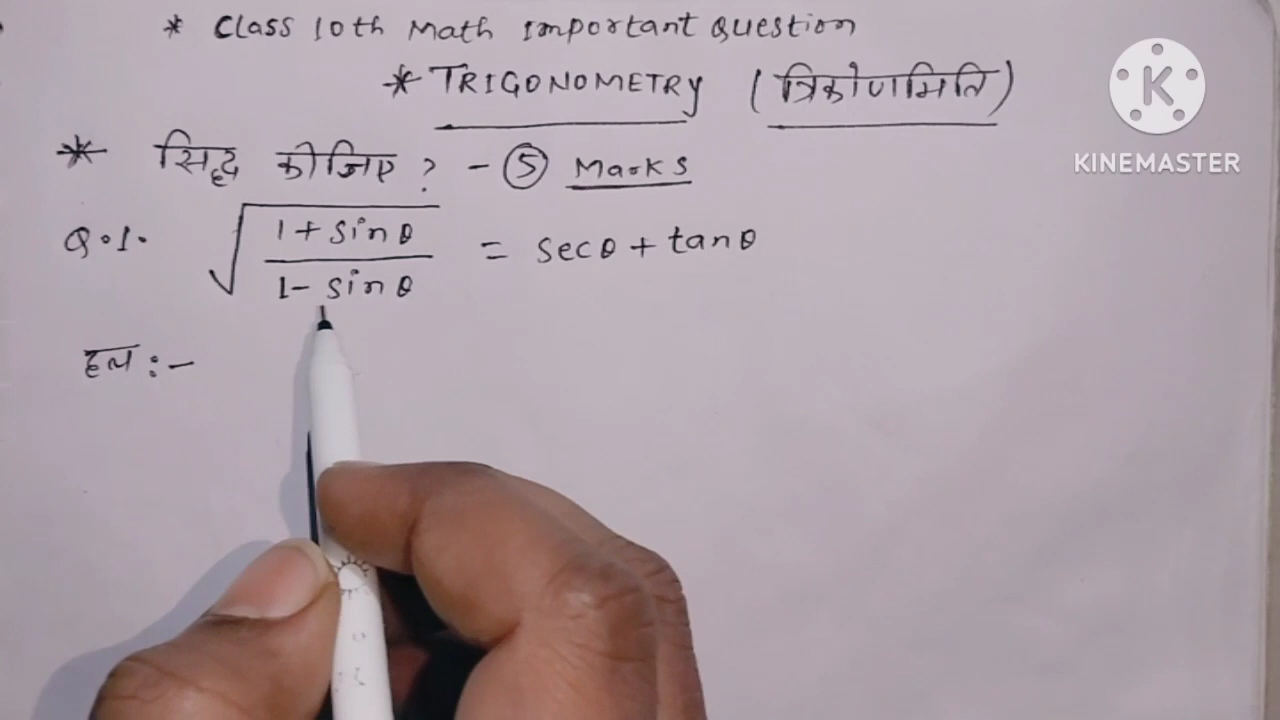 * Class 10th Math Important Question
* TRIGONOMETRY (त्रिकोणमिति)
K
KINEMASTER
* सिद्ध कीजिए ? - ⑤ Marks
Q.1. √((1 + sinθ)/(1 - sinθ)) = secθ + tanθ
हल :-